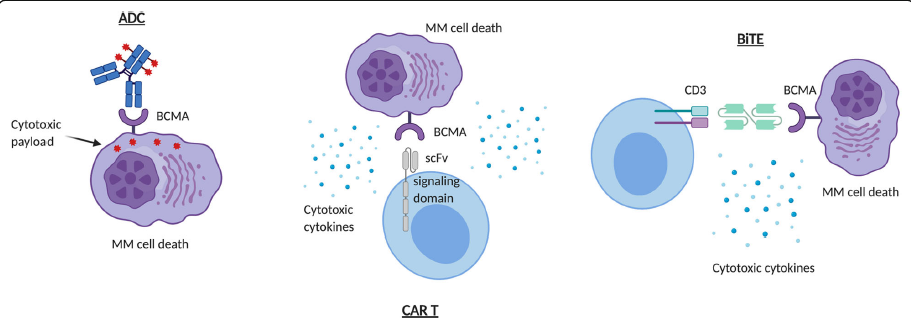 ADC
BCMA
Cytotoxic
payload
MM cell death
MM cell death
BCMA
scFv
signaling
domain
Cytotoxic
cytokines
CAR T
BiTE
CD3
BCMA
MM cell death
Cytotoxic cytokines